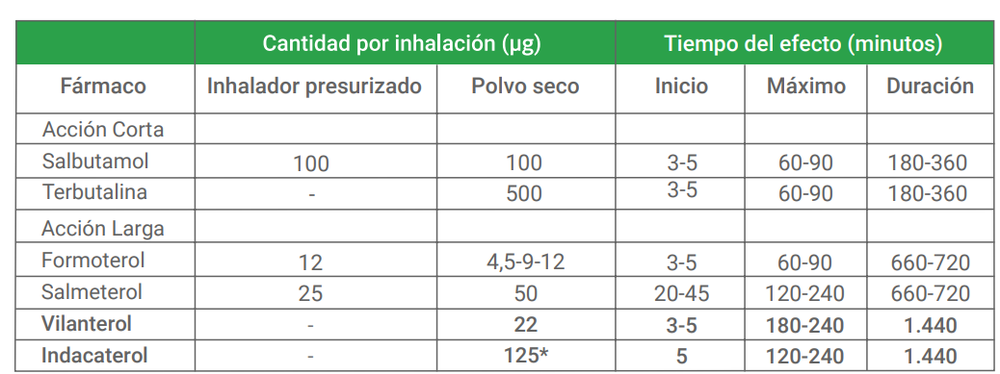 Cantidad por inhalación (µg) Tiempo del efecto (minutos)
Fármaco Inhalador presurizado Polvo seco Inicio Máximo Duración
Acción Corta
Salbutamol 100 100 3-5 60-90 180-360
Terbutalina - 500 3-5 60-90 180-360
Acción Larga
Formoterol 12 4,5-9-12 3-5 60-90 660-720
Salmeterol 25 50 20-45 120-240 660-720
Vilanterol - 22 3-5 180-240 1.440
Indacaterol - 125* 5 120-240 1.440